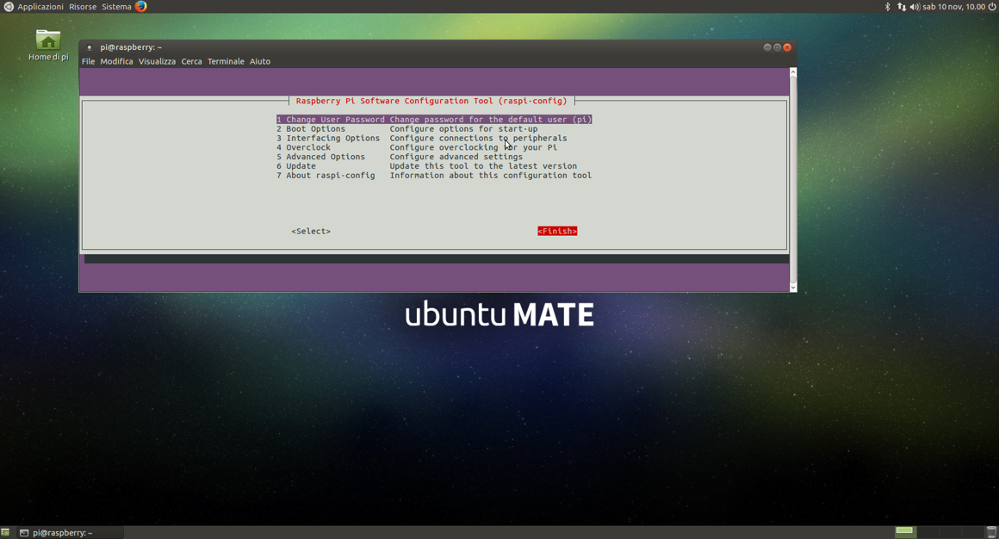 Applicazioni Risorse Sistema
sab 10 nov, 10.00
Home di pi
pi@raspberry: ~
File Modifica Visualizza Cerca Terminale Aiuto
Raspberry Pi Software Configuration Tool (raspi-config)
1 Change User Password Change password for the default user (pi)
2 Boot Options Configure options for start-up
3 Interfacing Options Configure connections to peripherals
4 Overclock Configure overclocking for your Pi
5 Advanced Options Configure advanced settings
6 Update Update this tool to the latest version
7 About raspi-config Information about this configuration tool
<Select> <Finish>
ubuntu MATE
pi@raspberry: ~